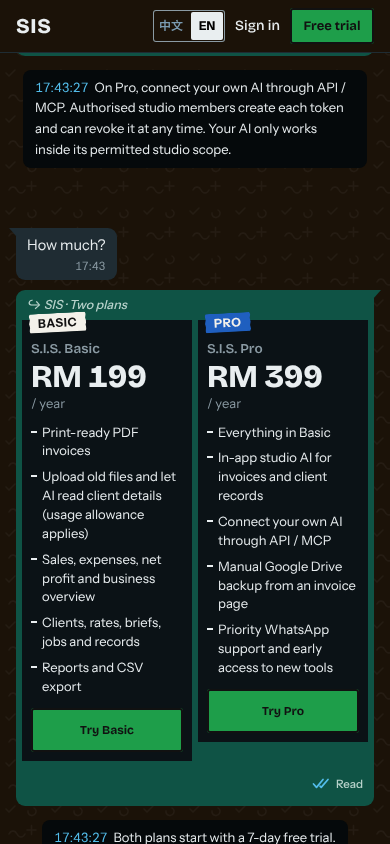 SIS
中文 EN Sign in Free trial
17:43:27 On Pro, connect your own AI through API /
MCP. Authorised studio members create each token
and can revoke it at any time. Your AI only works
inside its permitted studio scope.
How much?
17:43
↪ SIS · Two plans
BASIC
S.I.S. Basic
RM 199
/ year
– Print-ready PDF
invoices
– Upload old files and let
AI read client details
(usage allowance
applies)
– Sales, expenses, net
profit and business
overview
– Clients, rates, briefs,
jobs and records
– Reports and CSV
export
Try Basic
PRO
S.I.S. Pro
RM 399
/ year
– Everything in Basic
– In-app studio AI for
invoices and client
records
– Connect your own AI
through API / MCP
– Manual Google Drive
backup from an invoice
page
– Priority WhatsApp
support and early
access to new tools
Try Pro
Read
17:43:27 Both plans start with a 7-day free trial.